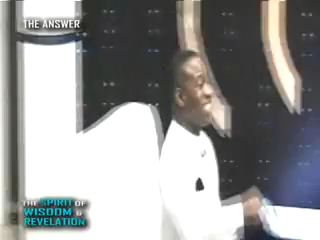 THE ANSWER
THE SPIRIT OF
WISDOM &
REVELATION